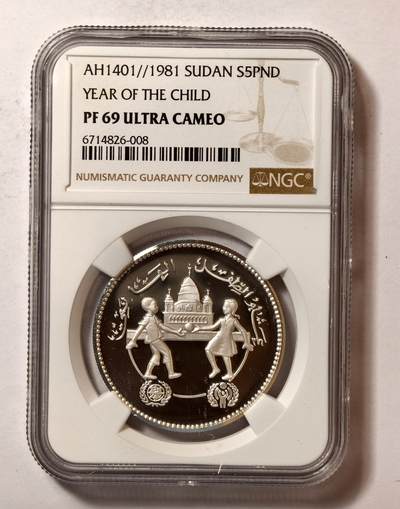 AH1401//1981 SUDAN S5PND
YEAR OF THE CHILD
PF 69 ULTRA CAMEO
6714826-008
NUMISMATIC GUARANTY COMPANY
NGC®